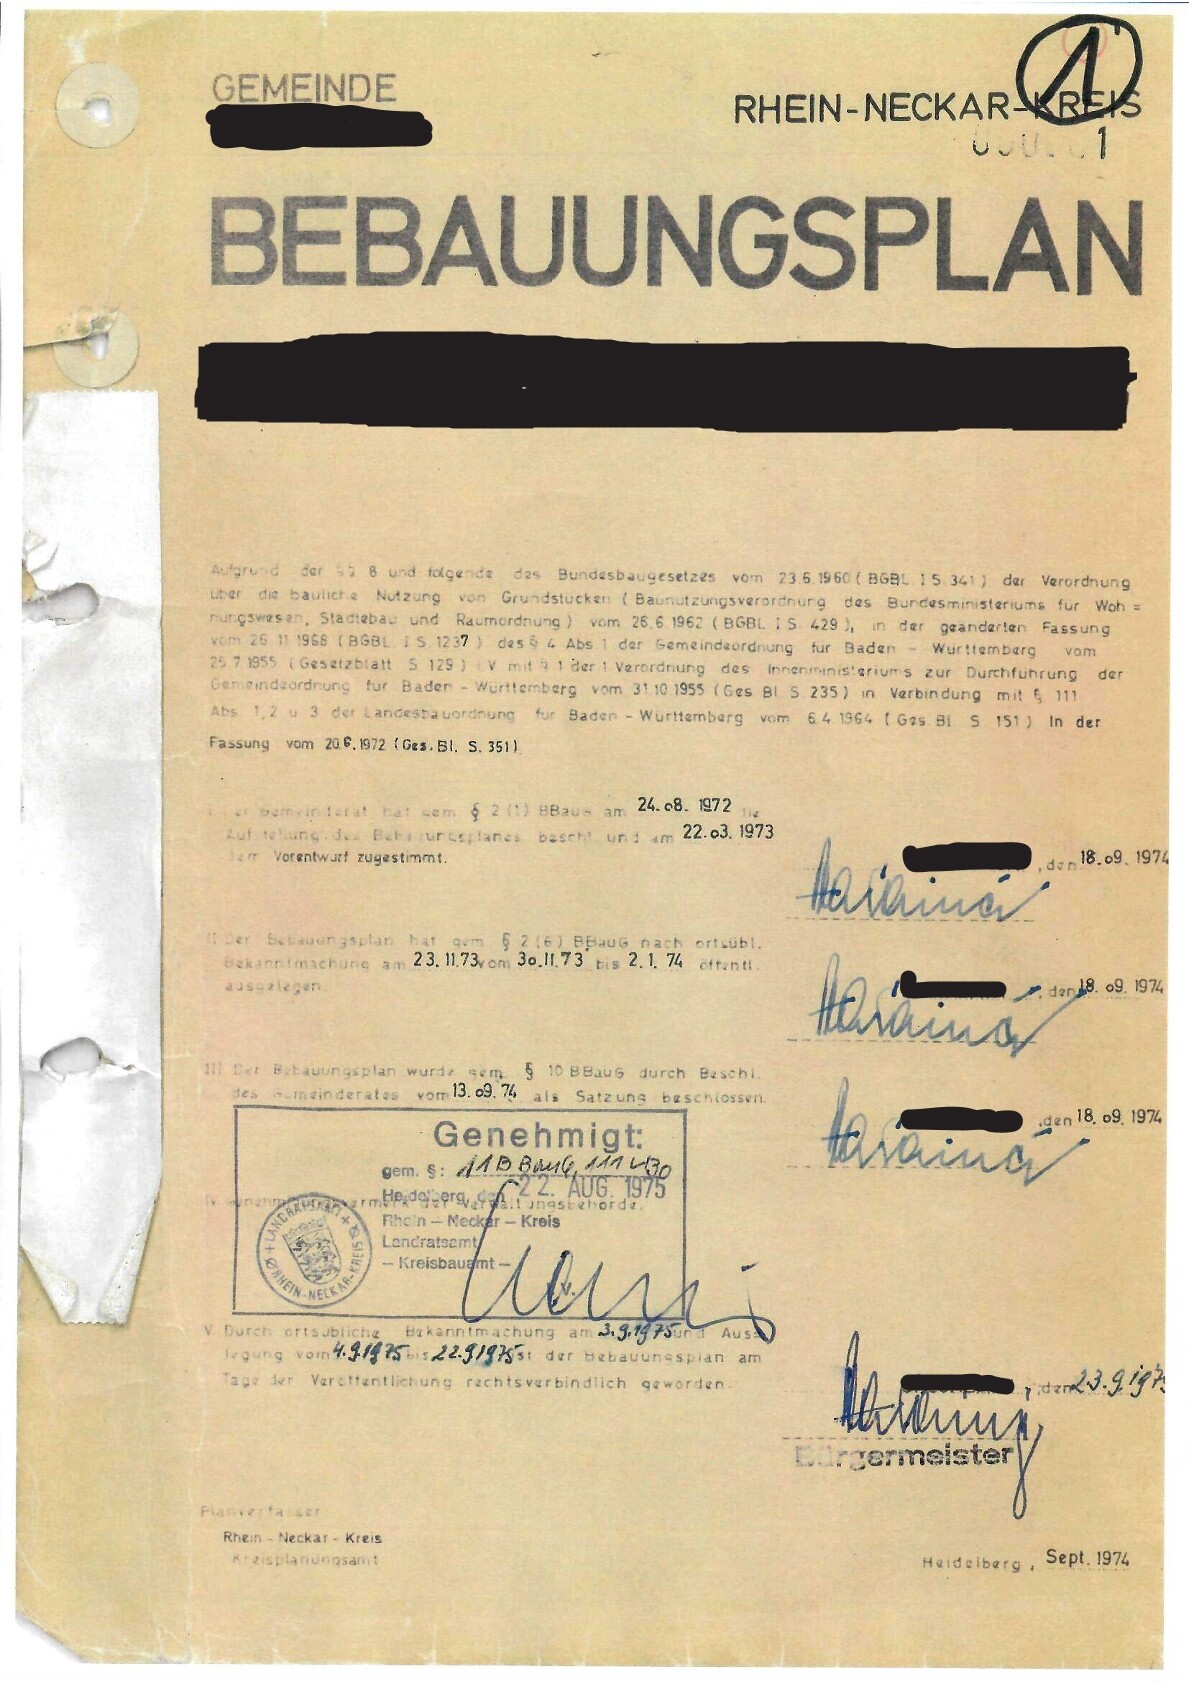 1
GEMEINDE
RHEIN-NECKAR-KREIS
1
BEBAUUNGSPLAN
Aufgrund der §§ 8 und folgende des Bundesbaugesetzes vom 23.6.1960 ( BGBL I S. 341 ) der Verordnung
über die bauliche Nutzung von Grundstücken ( Baunutzungsverordnung des Bundesministeriums für Woh =
nungswesen, Städtebau und Raumordnung ) vom 26.6 1962 ( BGBL I S. 429 ), in der geänderten Fassung
vom 26 11 1968 ( BGBL I S 1237 ) des § 4 Abs 1 der Gemeindeordnung für Baden - Württemberg vom
25 7 1955 ( Gesetzblatt S 129 ) i V mit § 1 der 1 Verordnung des Innenministeriums zur Durchführung der
Gemeindeordnung für Baden - Württemberg vom 31 10 1955 ( Ges Bl S. 235 ) in Verbindung mit § 111
Abs 1, 2 u 3 der Landesbauordnung für Baden - Württemberg vom 6 4 1964 ( Ges Bl S 151 ) In der
Fassung vom 20.6.1972 (Ges. Bl. S. 351)
Der Gemeinderat hat gem § 2 (1) BBauG am 24.08.1972 die
Aufstellung des Bebauungsplanes beschl und am 22.03.1973
dem Vorentwurf zugestimmt.
, den 18.09.1974
II Der Bebauungsplan hat gem § 2 (6) BBauG nach ortsübl.
Bekanntmachung am 23.11.73 vom 30.11.73 bis 2.1.74 öffentl.
ausgelegen
, den 18.09.1974
III Der Bebauungsplan wurde gem § 10 BBauG durch Beschl.
des Gemeinderates vom 13.09.74 als Satzung beschlossen.
, den 18.09.1974
Genehmigt:
gem. §:
Heidelberg, den 22. AUG. 1975
IV Genehmigungsvermerk der Verwaltungsbehörde.
Rhein – Neckar – Kreis
Landratsamt
– Kreisbauamt –
LANDRATSAMT
RHEIN-NECKAR-KREIS
V Durch ortsübliche Bekanntmachung am 3.9.1975 und Ausl
legung vom 4.9.1975 bis 22.9.1975 ist der Bebauungsplan am
Tage der Veröffentlichung rechtsverbindlich geworden.
, den 23.9.1975
Bürgermeister
Planverfasser
Rhein - Neckar - Kreis
Kreisplanungsamt
Heidelberg, Sept. 1974